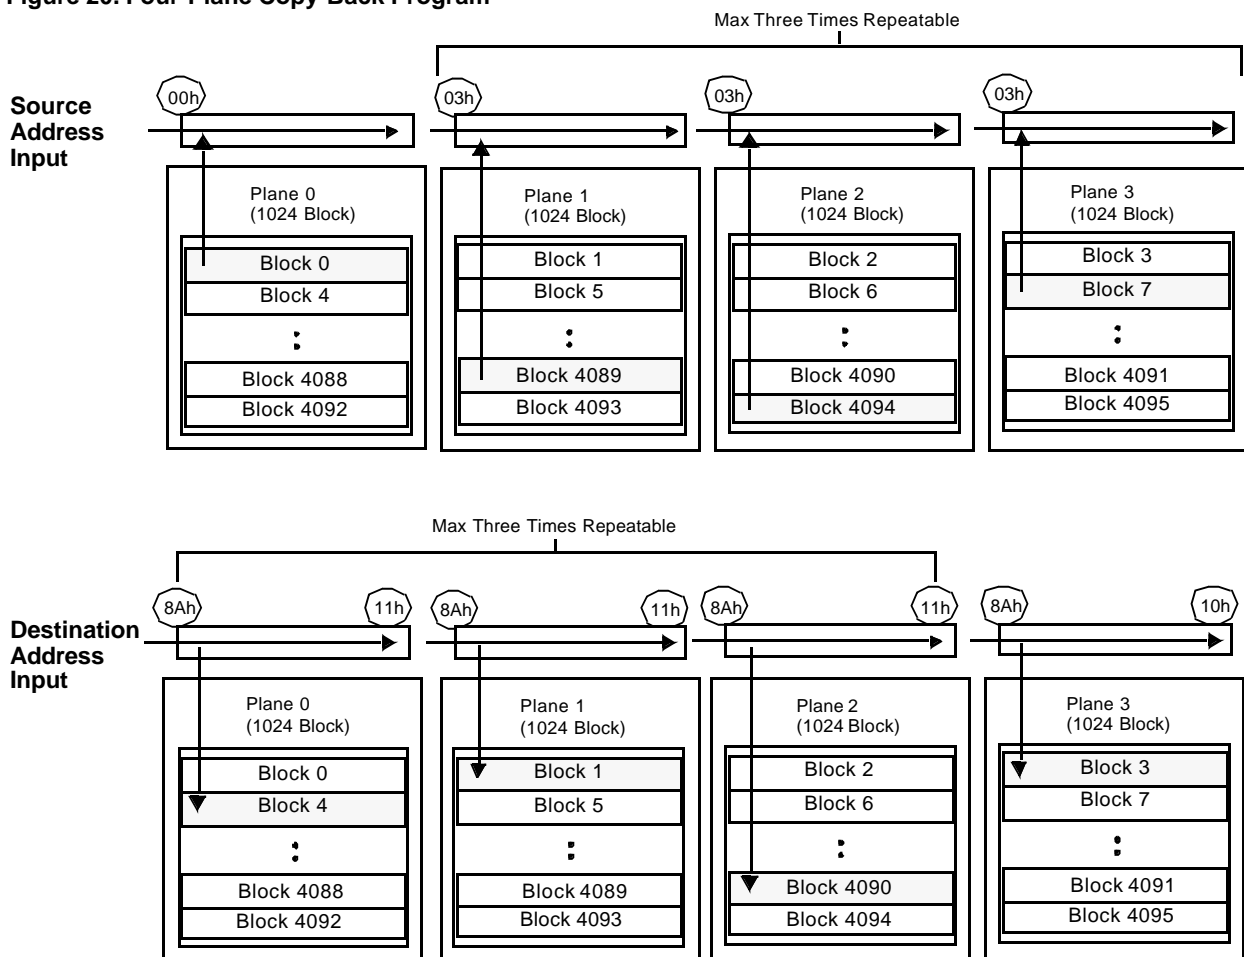 Figure 20. Four-Plane Copy-Back Program
Max Three Times Repeatable
Source
Address
Input
00h
03h
03h
03h
Plane 0
(1024 Block)
Block 0
Block 4
:
Block 4088
Block 4092
Plane 1
(1024 Block)
Block 1
Block 5
:
Block 4089
Block 4093
Plane 2
(1024 Block)
Block 2
Block 6
:
Block 4090
Block 4094
Plane 3
(1024 Block)
Block 3
Block 7
:
Block 4091
Block 4095
Max Three Times Repeatable
Destination
Address
Input
8Ah
11h
8Ah
11h
8Ah
11h
8Ah
10h
Plane 0
(1024 Block)
Block 0
Block 4
:
Block 4088
Block 4092
Plane 1
(1024 Block)
Block 1
Block 5
:
Block 4089
Block 4093
Plane 2
(1024 Block)
Block 2
Block 6
:
Block 4090
Block 4094
Plane 3
(1024 Block)
Block 3
Block 7
:
Block 4091
Block 4095